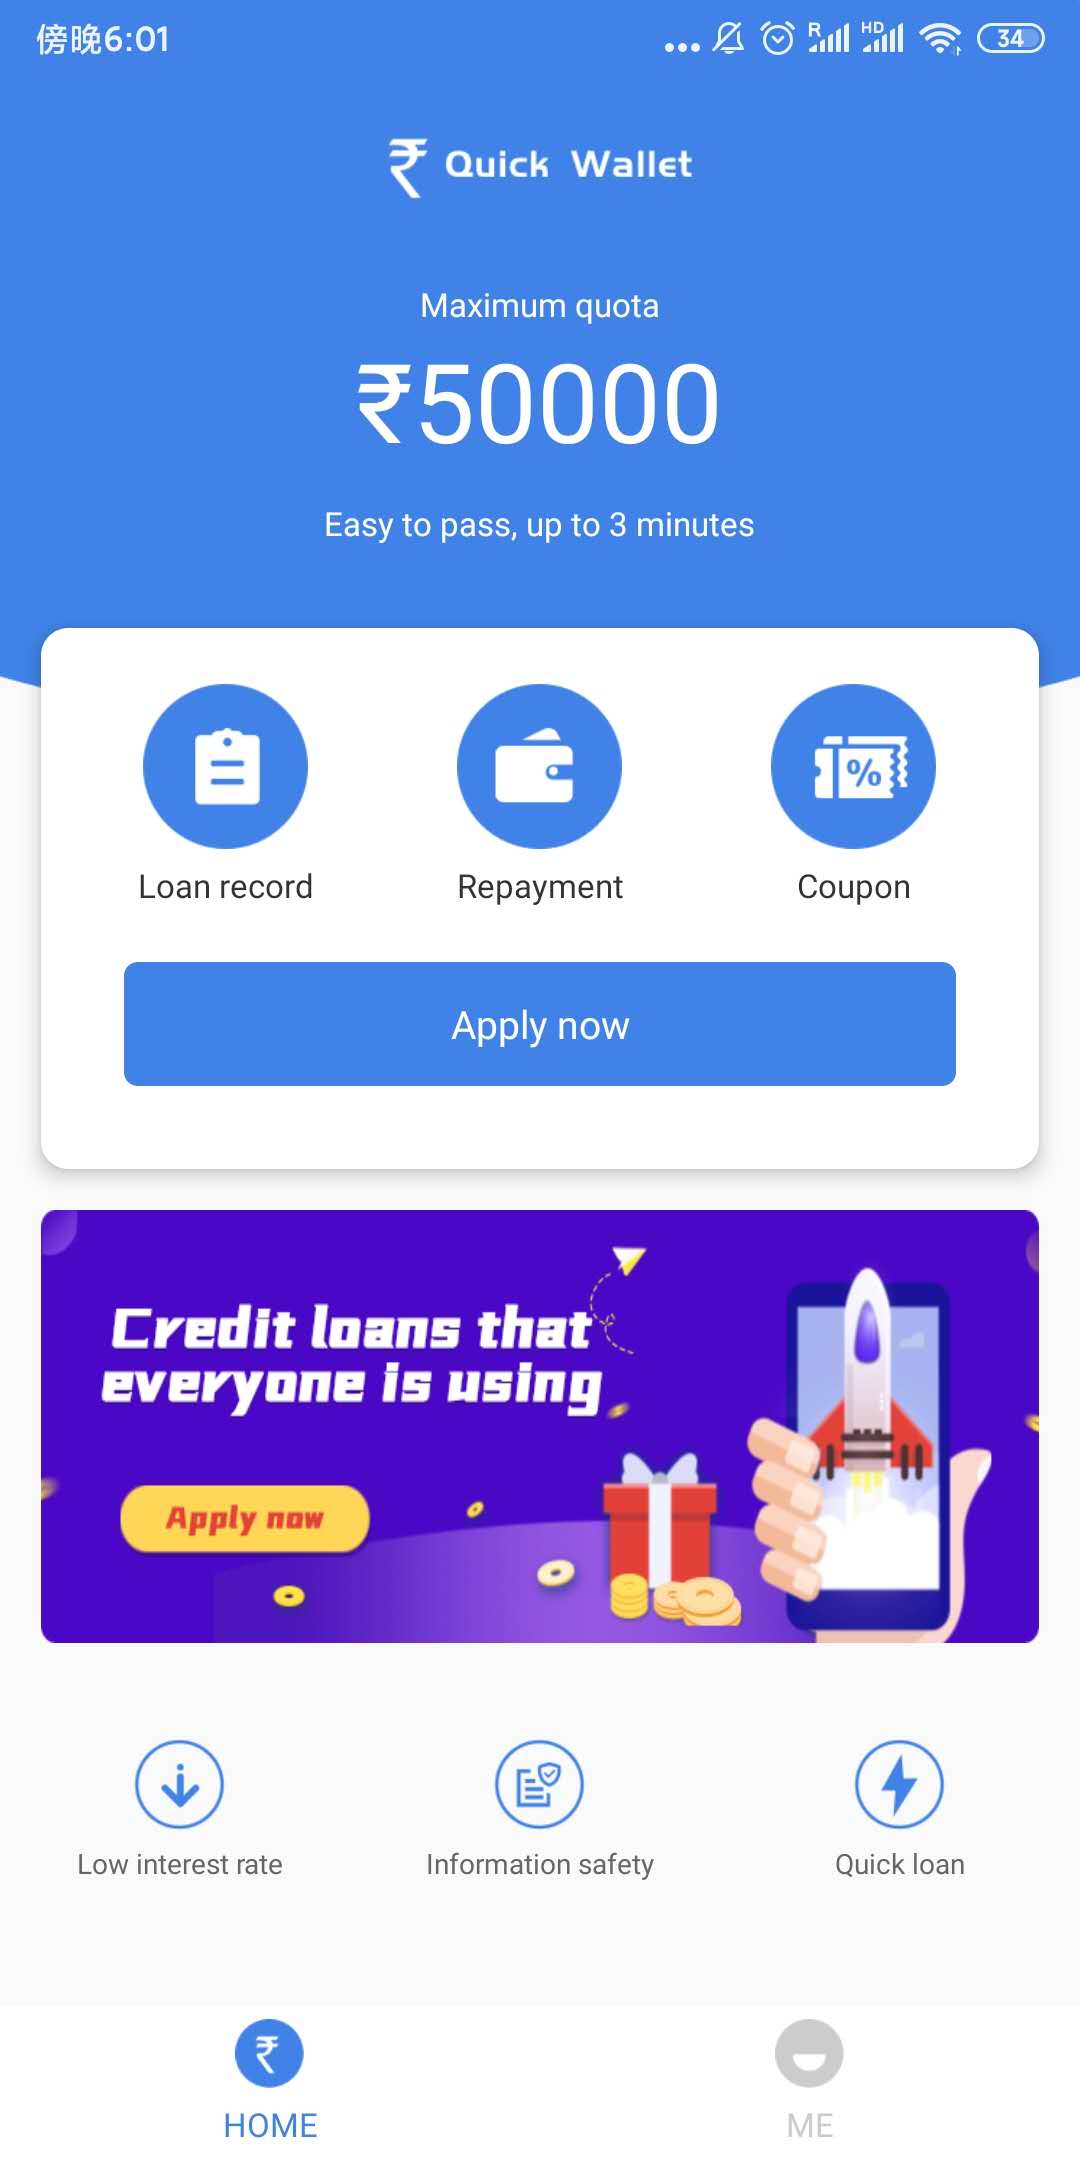 傍晚6:01
R
HD
34
₹ Quick Wallet
Maximum quota
₹50000
Easy to pass, up to 3 minutes
%
Loan record
Repayment
Coupon
Apply now
Credit loans that
everyone is using
Apply now
Low interest rate
Information safety
Quick loan
₹
HOME
ME